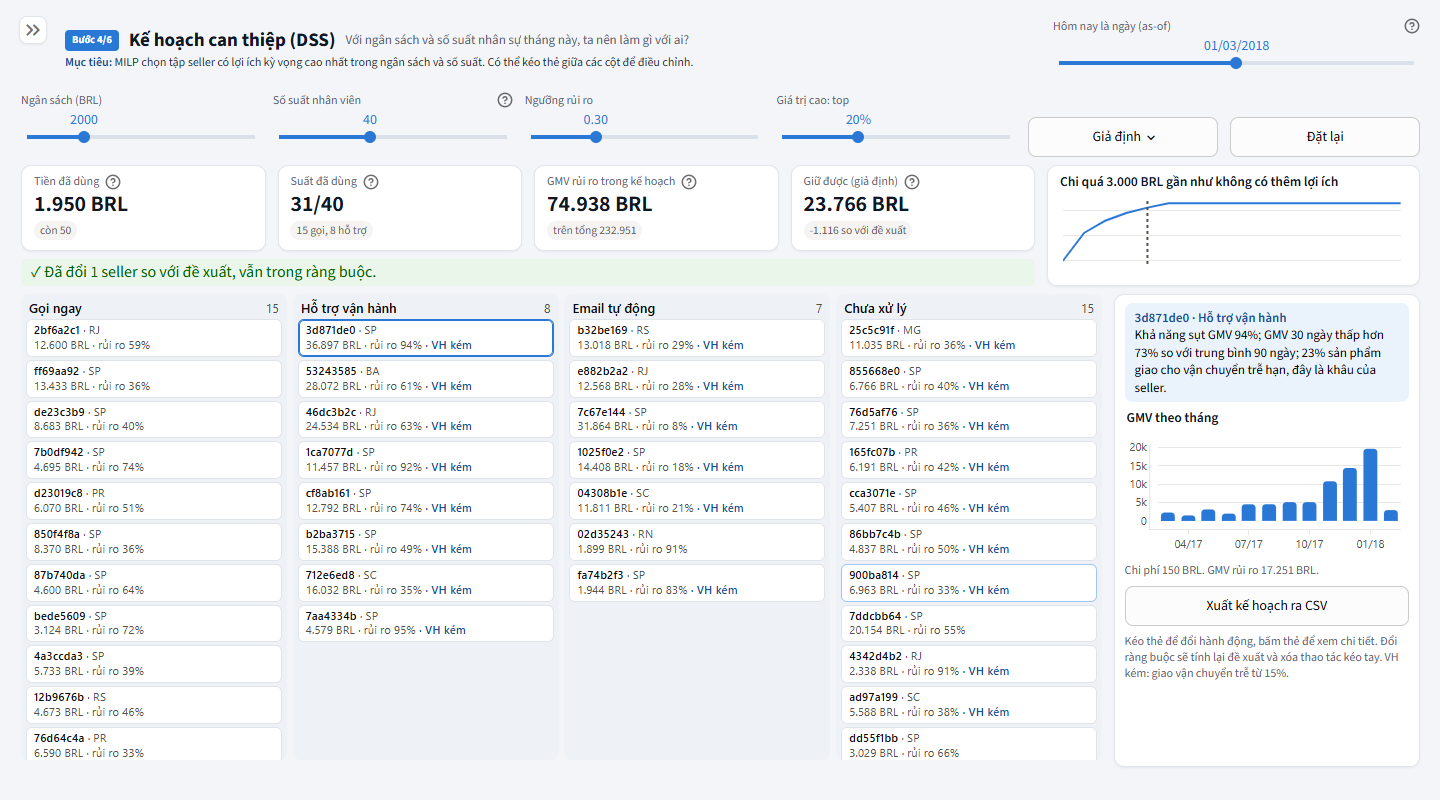 Bước 4/6 Kế hoạch can thiệp (DSS) Với ngân sách và số suất nhân sự tháng này, ta nên làm gì với ai?
Mục tiêu: MILP chọn tập seller có lợi ích kỳ vọng cao nhất trong ngân sách và số suất. Có thể kéo thẻ giữa các cột để điều chỉnh.
Hôm nay là ngày (as-of)
01/03/2018
Ngân sách (BRL)
2000
Số suất nhân viên
40
Ngưỡng rủi ro
0.30
Giá trị cao: top
20%
Giả định
Đặt lại
Tiền đã dùng
1.950 BRL
còn 50
Suất đã dùng
31/40
15 gọi, 8 hỗ trợ
GMV rủi ro trong kế hoạch
74.938 BRL
trên tổng 232.951
Giữ được (giả định)
23.766 BRL
-1.116 so với đề xuất
Chi quá 3.000 BRL gần như không có thêm lợi ích
✓ Đã đổi 1 seller so với đề xuất, vẫn trong ràng buộc.
Gọi ngay 15
2bf6a2c1 · RJ
12.600 BRL · rủi ro 59%
ff69aa92 · SP
13.433 BRL · rủi ro 36%
de23c3b9 · SP
8.683 BRL · rủi ro 40%
7b0df942 · SP
4.695 BRL · rủi ro 74%
d23019c8 · PR
6.070 BRL · rủi ro 51%
850f4f8a · SP
8.370 BRL · rủi ro 36%
87b740da · SP
4.600 BRL · rủi ro 64%
bede5609 · SP
3.124 BRL · rủi ro 72%
4a3ccda3 · SP
5.733 BRL · rủi ro 39%
12b9676b · RS
4.673 BRL · rủi ro 46%
76d64c4a · PR
6.590 BRL · rủi ro 33%
Hỗ trợ vận hành 8
3d871de0 · SP
36.897 BRL · rủi ro 94% · VH kém
53243585 · BA
28.072 BRL · rủi ro 61% · VH kém
46dc3b2c · RJ
24.534 BRL · rủi ro 63% · VH kém
1ca7077d · SP
11.457 BRL · rủi ro 92% · VH kém
cf8ab161 · SP
12.792 BRL · rủi ro 74% · VH kém
b2ba3715 · SP
15.388 BRL · rủi ro 49% · VH kém
712e6ed8 · SC
16.032 BRL · rủi ro 35% · VH kém
7aa4334b · SP
4.579 BRL · rủi ro 95% · VH kém
Email tự động 7
b32be169 · RS
13.018 BRL · rủi ro 29% · VH kém
e882b2a2 · RJ
12.568 BRL · rủi ro 28% · VH kém
7c67e144 · SP
31.864 BRL · rủi ro 8% · VH kém
1025f0e2 · SP
14.408 BRL · rủi ro 18% · VH kém
04308b1e · SC
11.811 BRL · rủi ro 21% · VH kém
02d35243 · RN
1.899 BRL · rủi ro 91%
fa74b2f3 · SP
1.944 BRL · rủi ro 83% · VH kém
Chưa xử lý 15
25c5c91f · MG
11.035 BRL · rủi ro 36% · VH kém
855668e0 · SP
6.766 BRL · rủi ro 40% · VH kém
76d5af76 · SP
7.251 BRL · rủi ro 36% · VH kém
165fc07b · PR
6.191 BRL · rủi ro 42% · VH kém
cca3071e · SP
5.407 BRL · rủi ro 46% · VH kém
86bb7c4b · SP
4.837 BRL · rủi ro 50% · VH kém
900ba814 · SP
6.963 BRL · rủi ro 33% · VH kém
7ddcbb64 · SP
20.154 BRL · rủi ro 55%
4342d4b2 · RJ
2.338 BRL · rủi ro 91% · VH kém
ad97a199 · SC
5.588 BRL · rủi ro 38% · VH kém
dd55f1bb · SP
3.029 BRL · rủi ro 66%
3d871de0 · Hỗ trợ vận hành
Khả năng sụt GMV 94%; GMV 30 ngày thấp hơn
73% so với trung bình 90 ngày; 23% sản phẩm
giao cho vận chuyển trễ hạn, đây là khâu của
seller.
GMV theo tháng
20k
15k
10k
5k
0
04/17 07/17 10/17 01/18
Chi phí 150 BRL. GMV rủi ro 17.251 BRL.
Xuất kế hoạch ra CSV
Kéo thẻ để đổi hành động, bấm thẻ để xem chi tiết. Đổi
ràng buộc sẽ tính lại đề xuất và xóa thao tác kéo tay. VH
kém: giao vận chuyển trễ từ 15%.